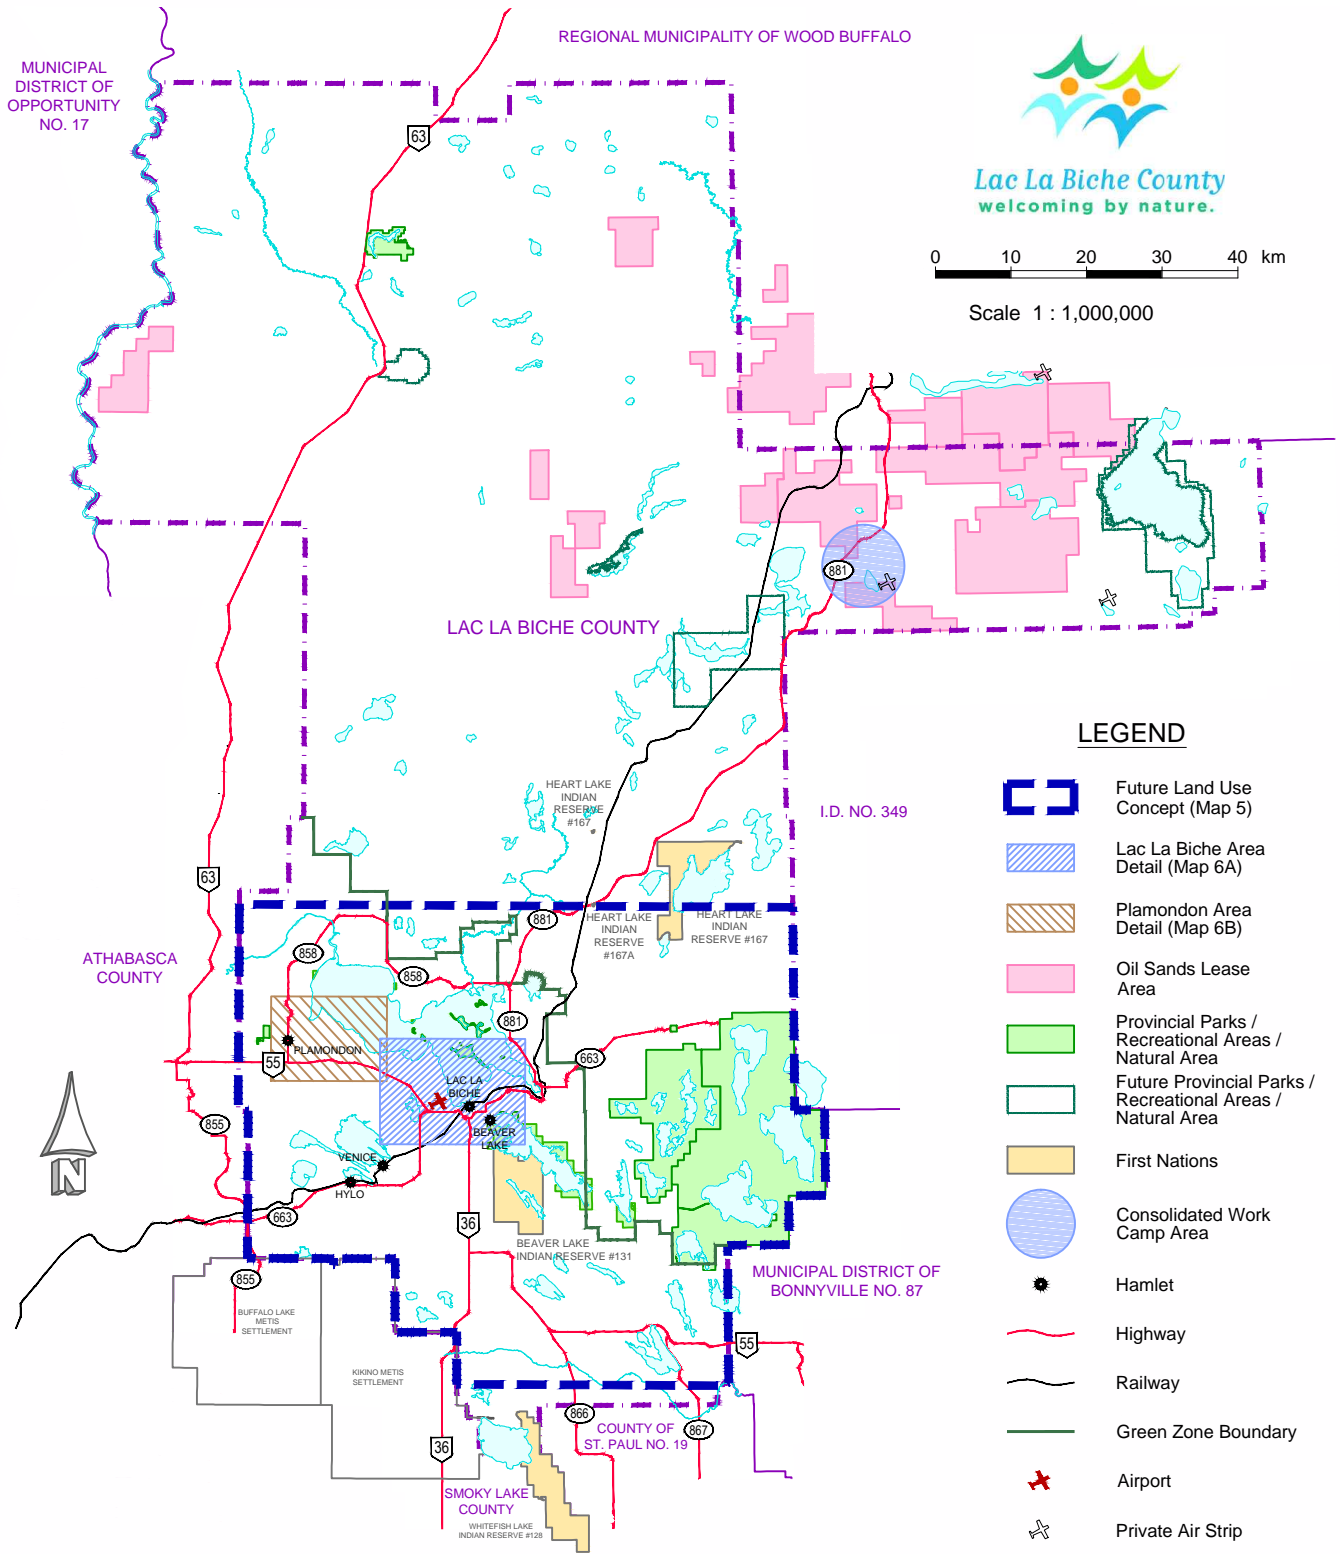 REGIONAL MUNICIPALITY OF WOOD BUFFALO
MUNICIPAL
DISTRICT OF
OPPORTUNITY
NO. 17
63
Lac La Biche County
welcoming by nature.
0 10 20 30 40 km
Scale 1 : 1,000,000
881
LAC LA BICHE COUNTY
HEART LAKE
INDIAN
RESERVE
#167
I.D. NO. 349
63
881
HEART LAKE
INDIAN
RESERVE
#167A
HEART LAKE
INDIAN
RESERVE #167
ATHABASCA
COUNTY
858
858
881
PLAMONDON
55
663
LAC LA
BICHE
BEAVER
LAKE
855
VENICE
HYLO
663
36
BEAVER LAKE
INDIAN RESERVE #131
855
MUNICIPAL DISTRICT OF
BONNYVILLE NO. 87
BUFFALO LAKE
METIS
SETTLEMENT
55
KIKINO METIS
SETTLEMENT
866
867
COUNTY OF
ST. PAUL NO. 19
36
SMOKY LAKE
COUNTY
WHITEFISH LAKE
INDIAN RESERVE #128
N
LEGEND
Future Land Use
Concept (Map 5)
Lac La Biche Area
Detail (Map 6A)
Plamondon Area
Detail (Map 6B)
Oil Sands Lease
Area
Provincial Parks /
Recreational Areas /
Natural Area
Future Provincial Parks /
Recreational Areas /
Natural Area
First Nations
Consolidated Work
Camp Area
Hamlet
Highway
Railway
Green Zone Boundary
Airport
Private Air Strip